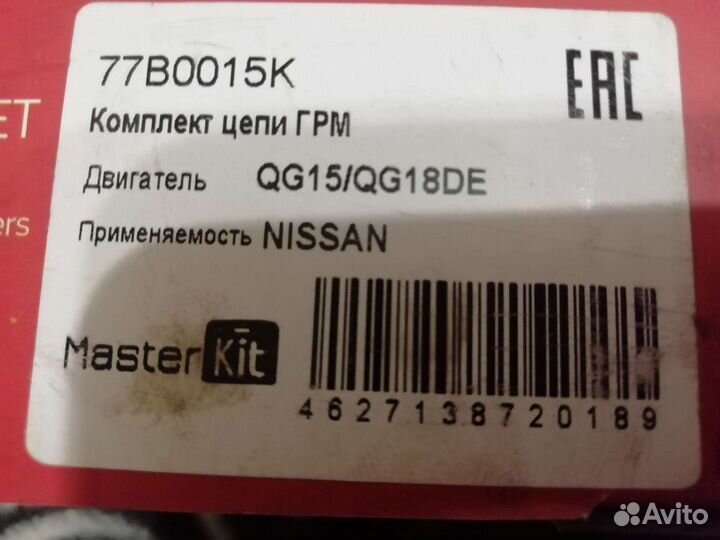 77B0015K
EAC
Комплект цепи ГРМ
ET
Двигатель QG15/QG18DE
ers
Применяемость NISSAN
Master Kit
4627138720189
Avito